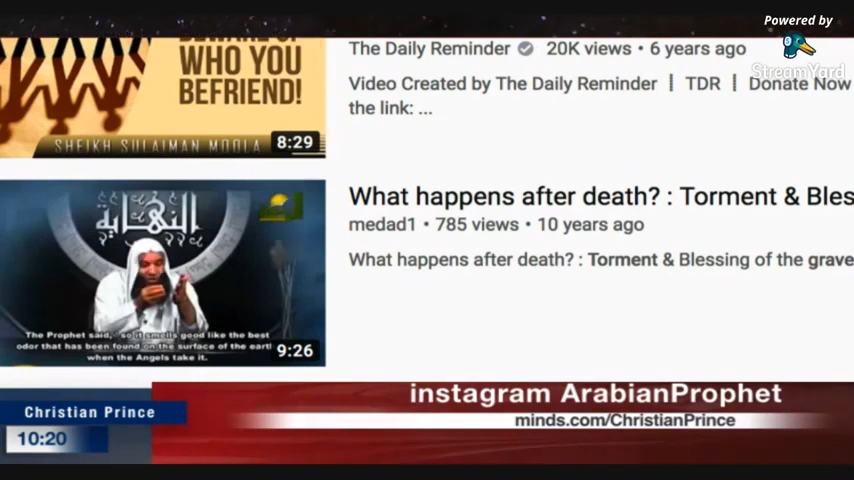 Powered by
StreamYard
BEWARE OF
WHO YOU
BEFRIEND!
SHEIKH SULAIMAN MOOLA
8:29
The Daily Reminder 20K views • 6 years ago
Video Created by The Daily Reminder | TDR | Donate Now
the link: ...
النهاية
The Prophet said, "so it smells good like the best
odor that has been found on the surface of the earth
when the Angels take it.
9:26
What happens after death? : Torment & Bles
medad1 • 785 views • 10 years ago
What happens after death? : Torment & Blessing of the grave
Christian Prince
10:20
instagram ArabianProphet
minds.com/ChristianPrince